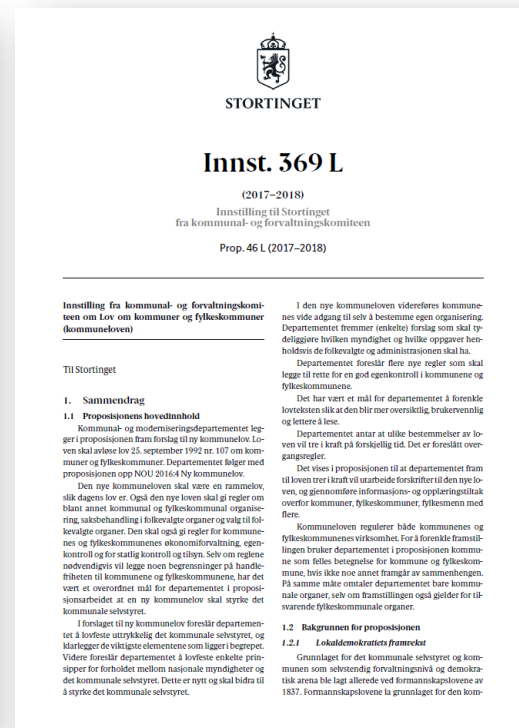 STORTINGET
Innst. 369 L
(2017–2018)
Innstilling til Stortinget
fra kommunal- og forvaltningskomiteen
Prop. 46 L (2017–2018)
Innstilling fra kommunal- og forvaltningskomi-
teen om Lov om kommuner og fylkeskommuner
(kommuneloven)
Til Stortinget
1. Sammendrag
1.1 Proposisjonens hovedinnhold
Kommunal- og moderniseringsdepartementet leg-
ger i proposisjonen fram forslag til ny kommunelov. Lo-
ven skal avløse lov 25. september 1992 nr. 107 om kom-
muner og fylkeskommuner. Departementet følger med
proposisjonen opp NOU 2016:4 Ny kommunelov.
Den nye kommuneloven skal være en rammelov,
slik dagens lov er. Også den nye loven skal gi regler om
blant annet kommunal og fylkeskommunal organise-
ring, saksbehandling i folkevalgte organer og valg til fol-
kevalgte organer. Den skal også gi regler for kommune-
nes og fylkeskommunenes økonomiforvaltning, egen-
kontroll og for statlig kontroll og tilsyn. Selv om reglene
nødvendigvis vil legge noen begrensninger på handle-
friheten til kommunene og fylkeskommunene, har det
vært et overordnet mål for departementet i proposi-
sjonsarbeidet at en ny kommunelov skal styrke det
kommunale selvstyret.
I forslaget til ny kommunelov foreslår departemen-
tet å lovfeste uttrykkelig det kommunale selvstyret, og
klarlegger de viktigste elementene som ligger i begrepet.
Videre foreslår departementet å lovfeste enkelte prin-
sipper for forholdet mellom nasjonale myndigheter og
det kommunale selvstyret. Dette er nytt og skal bidra til
å styrke det kommunale selvstyret.
I den nye kommuneloven videreføres kommune-
nes vide adgang til selv å bestemme egen organisering.
Departementet fremmer (enkelte) forslag som skal ty-
deliggjøre hvilken myndighet og hvilke oppgaver hen-
holdsvis de folkevalgte og administrasjonen skal ha.
Departementet foreslår flere nye regler som skal
legge til rette for en god egenkontroll i kommunene og
fylkeskommunene.
Det har vært et mål for departementet å forenkle
lovteksten slik at den blir mer oversiktlig, brukervennlig
og lettere å lese.
Departementet antar at ulike bestemmelser av lo-
ven vil tre i kraft på forskjellig tid. Det er foreslått over-
gangsregler.
Det vises i proposisjonen til at departementet fram
til loven trer i kraft vil utarbeide forskrifter til den nye lo-
ven, og gjennomføre informasjons- og opplæringstiltak
overfor kommuner, fylkeskommuner, fylkesmenn med
flere.
Kommuneloven regulerer både kommunenes og
fylkeskommunenes virksomhet. For å forenkle framstil-
lingen bruker departementet i proposisjonen kommu-
ne som felles betegnelse for kommune og fylkeskom-
mune, hvis ikke noe annet framgår av sammenhengen.
På samme måte omtaler departementet bare kommu-
nale organer, selv om framstillingen også gjelder for til-
svarende fylkeskommunale organer.
1.2 Bakgrunnen for proposisjonen
1.2.1 Lokaldemokratiets framvekst
Grunnlaget for det kommunale selvstyret og kom-
munen som selvstendig forvaltningsnivå og demokra-
tisk arena ble lagt allerede ved formannskapslovene av
1837. Formannskapslovene la grunnlaget for den kom-